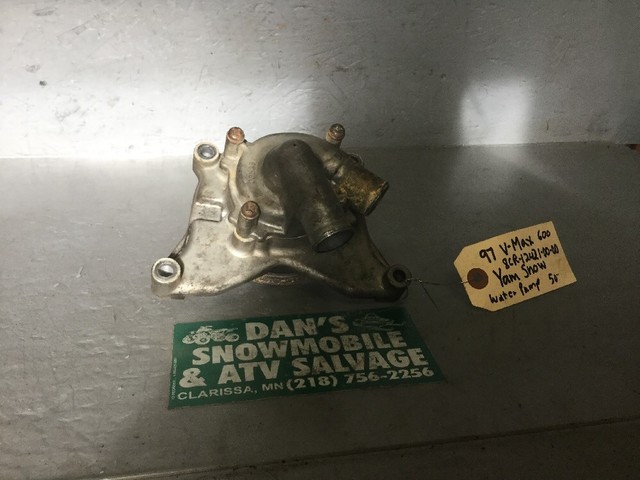 97 V-Max 600
8CR-12421-00-00
Yam Snow
water Pump 50
DAN'S
SNOWMOBILE
& ATV SALVAGE
CLARISSA, MN (218) 756-2256